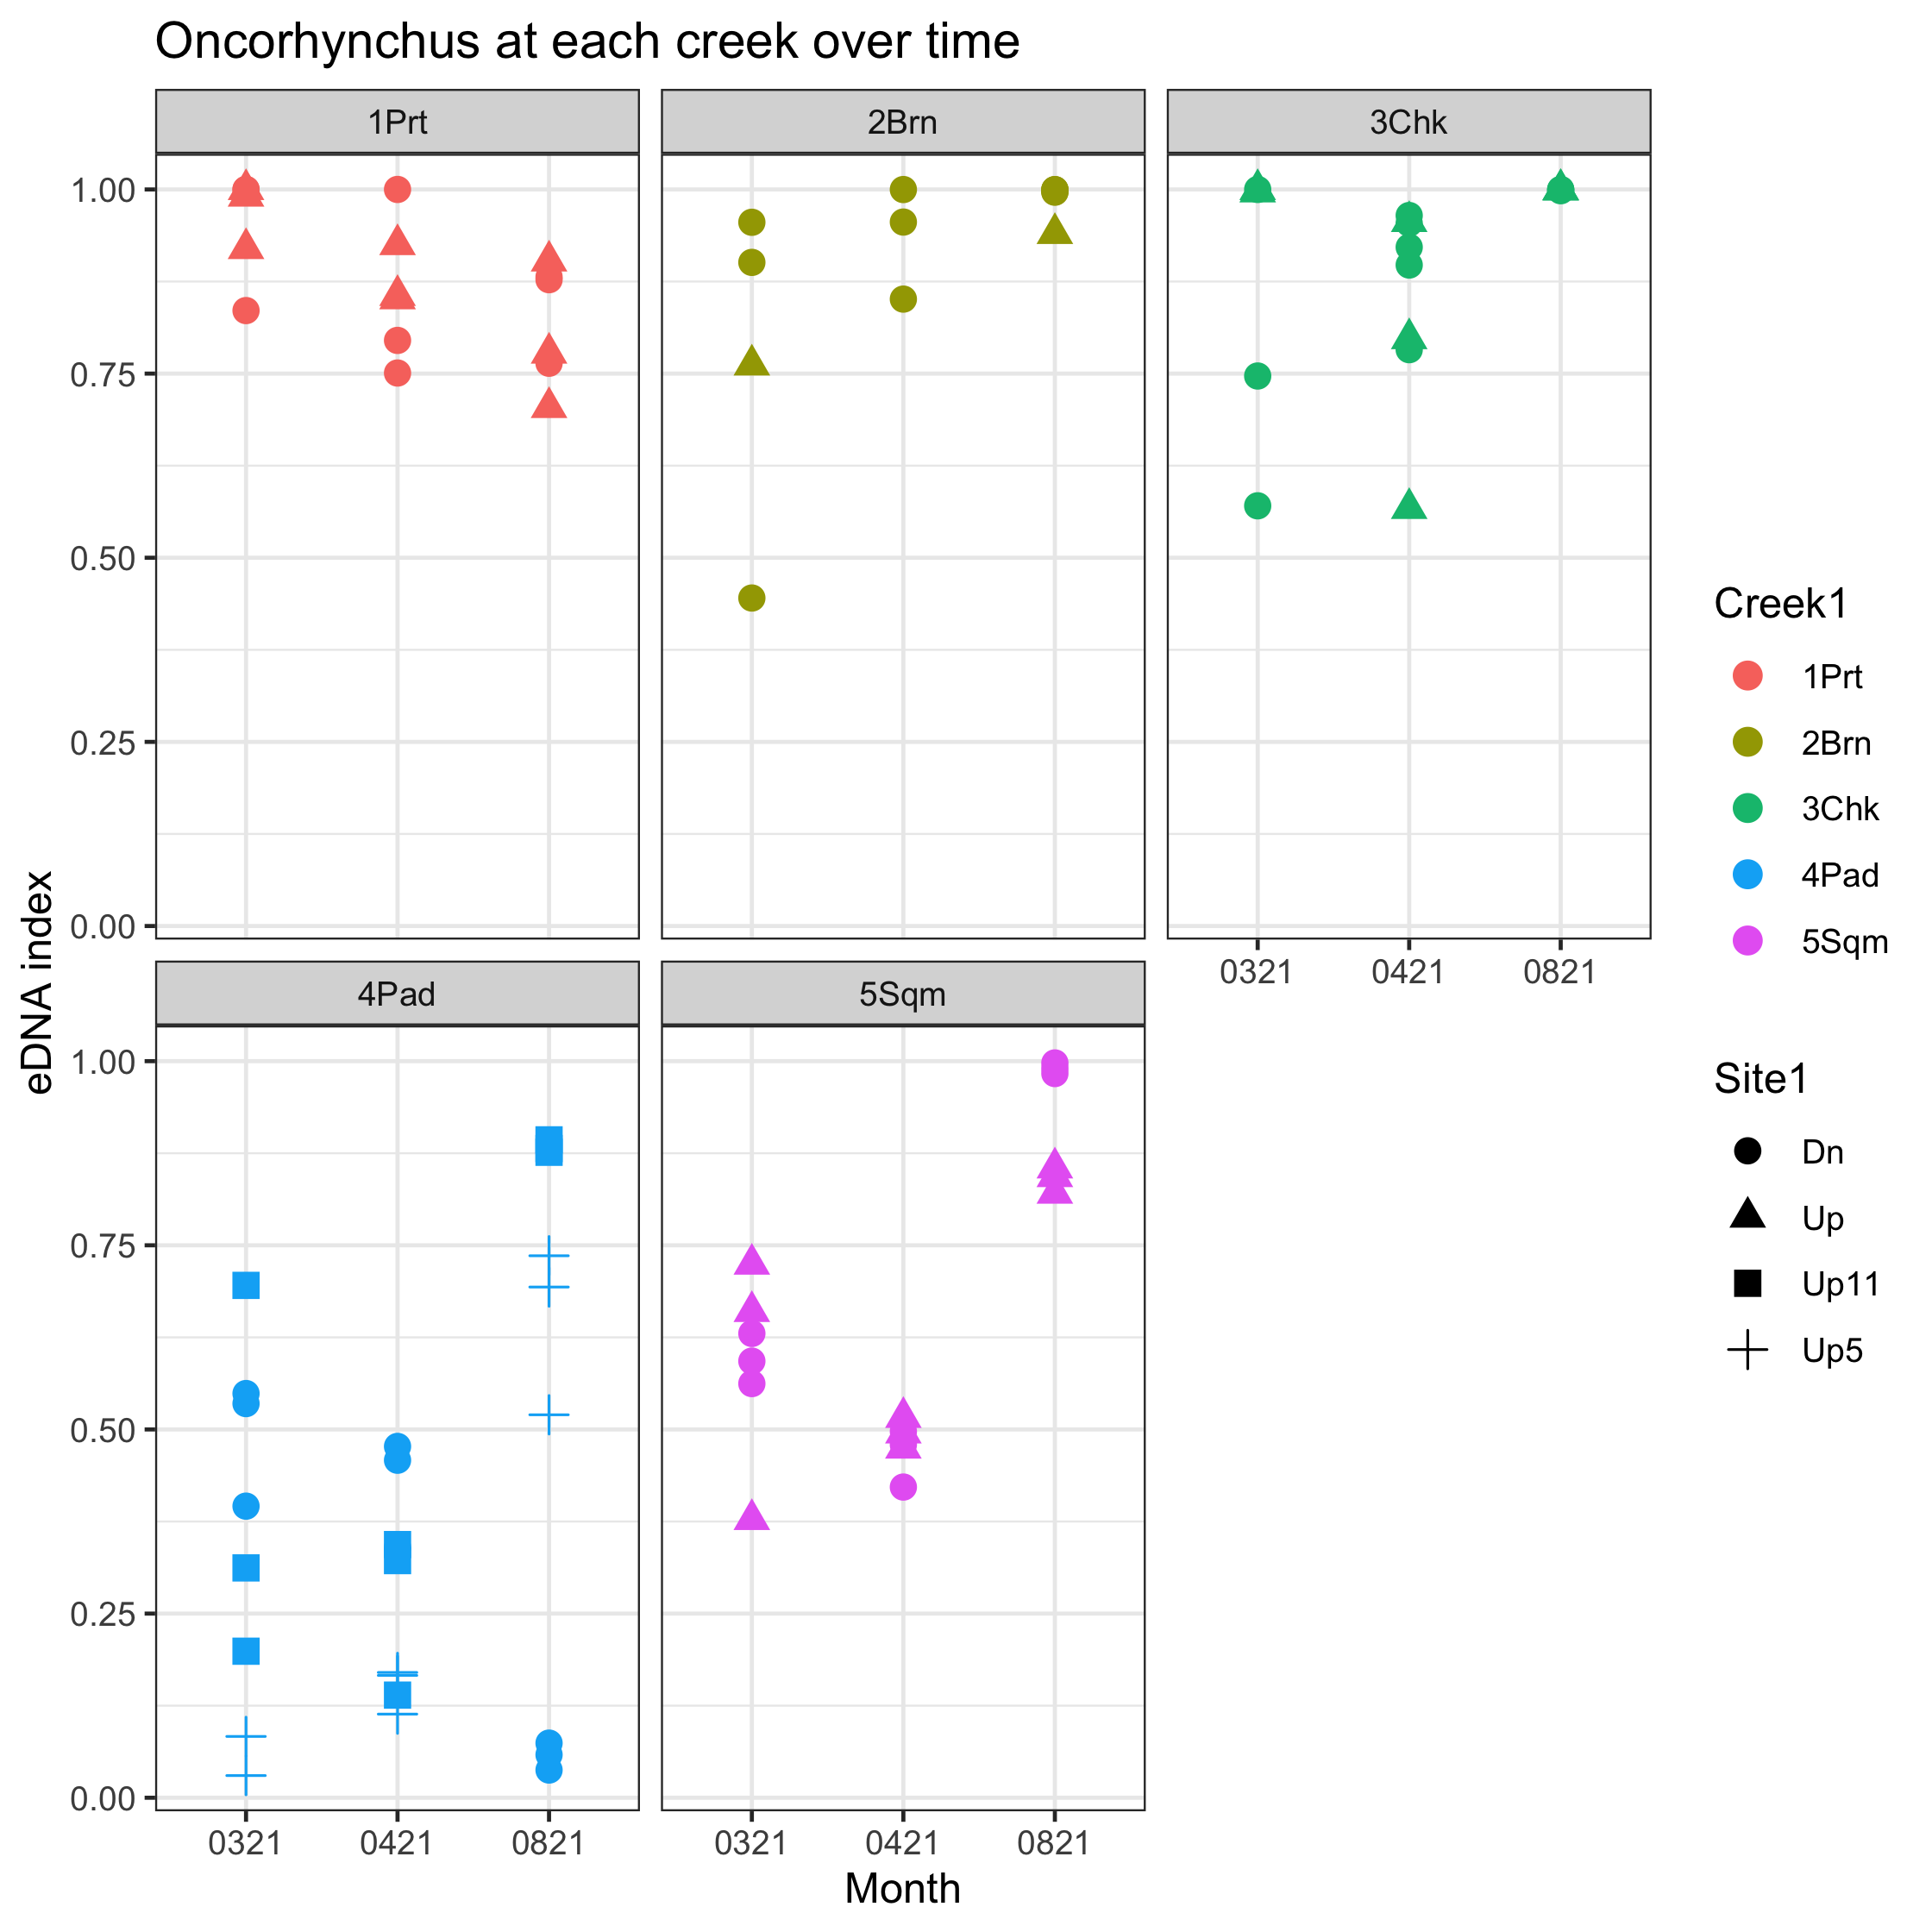 Oncorhynchus at each creek over time
1Prt
2Brn
3Chk
1.00
0.75
0.50
0.25
0.00
0321
0421
0821
4Pad
5Sqm
1.00
0.75
0.50
0.25
0.00
0321
0421
0821
0321
0421
0821
Month
eDNA index
Creek1
1Prt
2Brn
3Chk
4Pad
5Sqm
Site1
Dn
Up
Up11
Up5